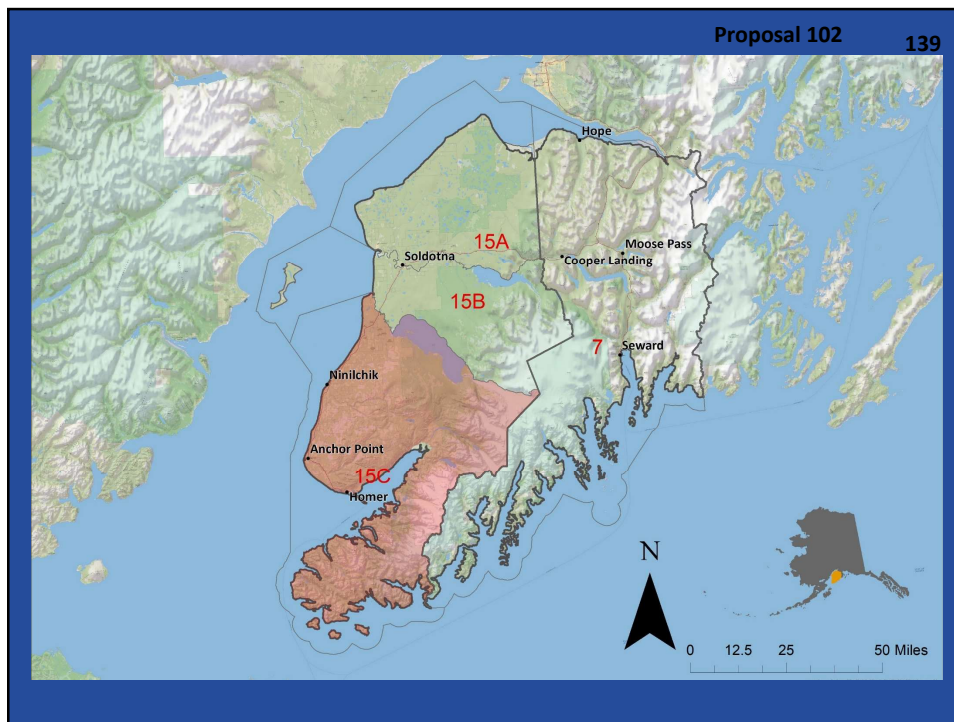 Proposal 102
139
Hope
15A
Moose Pass
Soldotna
Cooper Landing
15B
7
Seward
Ninilchik
Anchor Point
15C
Homer
N
0 12.5 25 50 Miles